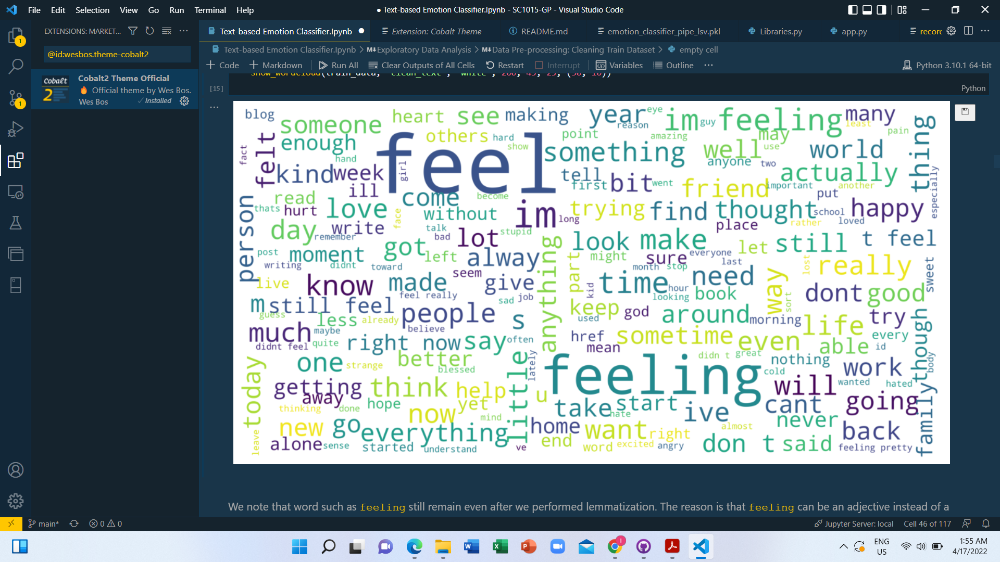 File Edit Selection View Go Run Terminal Help
● Text-based Emotion Classifier.Ipynb - SC1015-GP - Visual Studio Code
EXTENSIONS: MARKET...
@id:wesbos.theme-cobalt2
Cobalt2 Theme Official
Official theme by Wes Bos.
Wes Bos
Installed
Cobalt
2
1
1
Text-based Emotion Classifier.Ipynb
Extension: Cobalt Theme
README.md
emotion_classifier_pipe_lsv.pkl
Libraries.py
app.py
recorc
Text-based Emotion Classifier.Ipynb > M↓Exploratory Data Analysis > M↓Data Pre-processing: Cleaning Train Dataset > empty cell
+ Code + Markdown Run All Clear Outputs of All Cells Restart Interrupt Variables Outline ...
Python 3.10.1 64-bit
[15]
Python
blog heart see making year eye im feeling many
someone reason guy least thing
felt enough others hard point amazing may pain
fact hand show feel something well use world
kind week girl tell anyone two actually especially
ill first bit went friend important another
person read come become put
thats hurt love without face im long trying find thought school happy
day write talk place rather loved
remember bad lot stupid look make let still t feel
post moment got left alway anything part might sure everyone last lost really sweet
writing didnt toward seem month stop
live know made give kid time hour need way dont good
feel really sad job looking book sort
m still feel people keep god around life try
guess less already s used morning though
much maybe believe href sometime even every
didnt feel quite right now say often mean able id
today one strange better little lately feeling didn t great nothing work body
blessed cold
getting think help u will wanted hated
away hope yet take start ive cant going family
thinking done now mind hate never
leave new go everything home want right almost back
alone sense started understand ve end word excited angry don t said feeling pretty
We note that word such as feeling still remain even after we performed lemmatization. The reason is that feeling can be an adjective instead of a
main* 0 0
Jupyter Server: local Cell 46 of 117
ENG
US
1:55 AM
4/17/2022